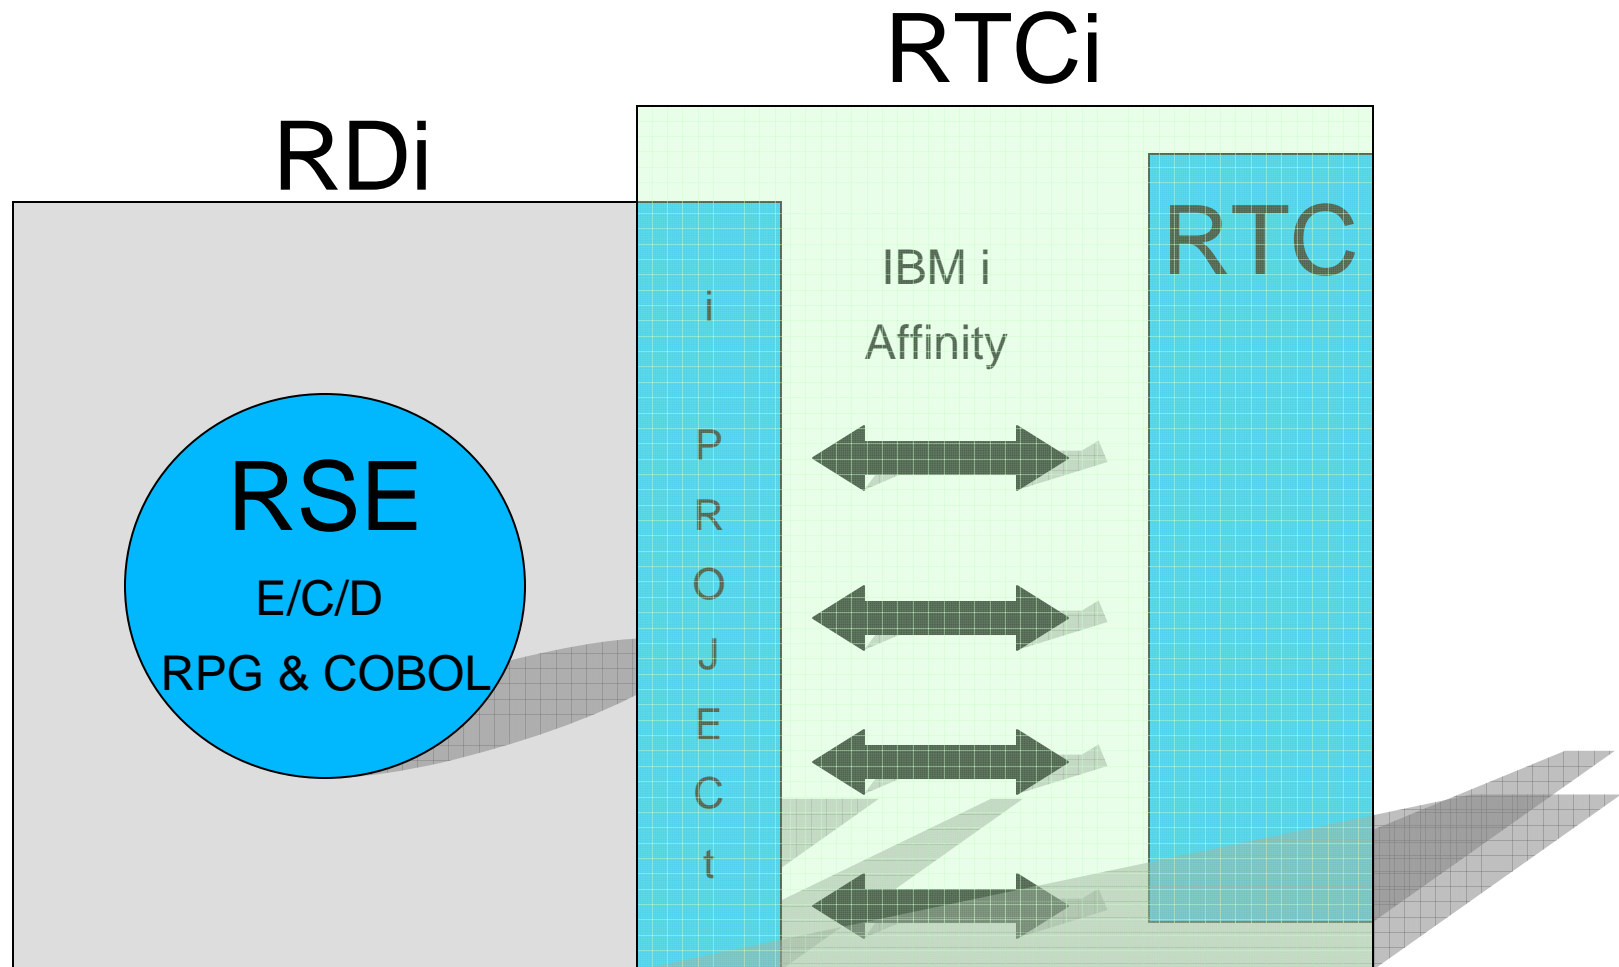 RTCi
RDi
RTC
IBM i
Affinity
i
P
R
O
J
E
C
t
RSE
E/C/D
RPG & COBOL